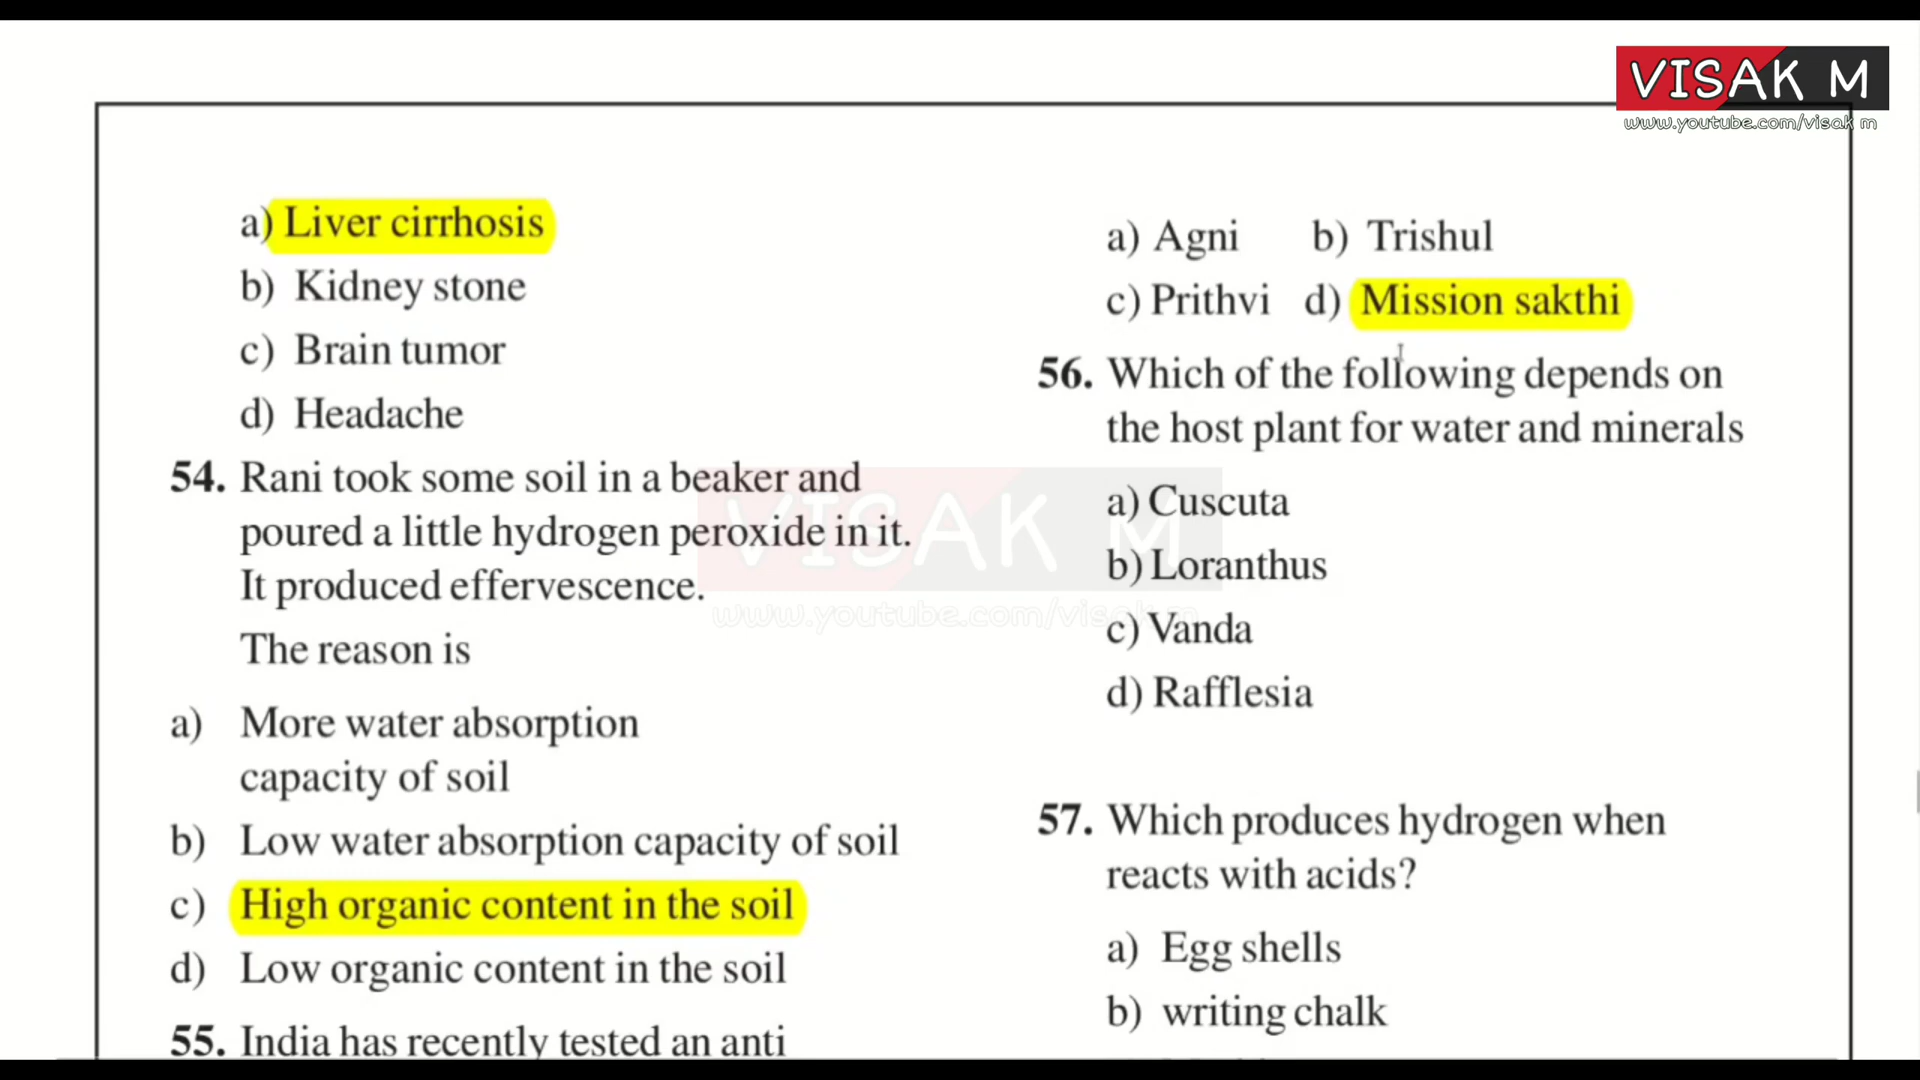 VISAK M
www.youtube.com/visak m
a) Liver cirrhosis
b) Kidney stone
c) Brain tumor
d) Headache
54. Rani took some soil in a beaker and
poured a little hydrogen peroxide in it.
It produced effervescence.
The reason is
a) More water absorption
capacity of soil
b) Low water absorption capacity of soil
c) High organic content in the soil
d) Low organic content in the soil
55. India has recently tested an anti
a) Agni b) Trishul
c) Prithvi d) Mission sakthi
56. Which of the following depends on
the host plant for water and minerals
a) Cuscuta
b) Loranthus
c) Vanda
d) Rafflesia
57. Which produces hydrogen when
reacts with acids?
a) Egg shells
b) writing chalk
VISAK M
www.youtube.com/visak m